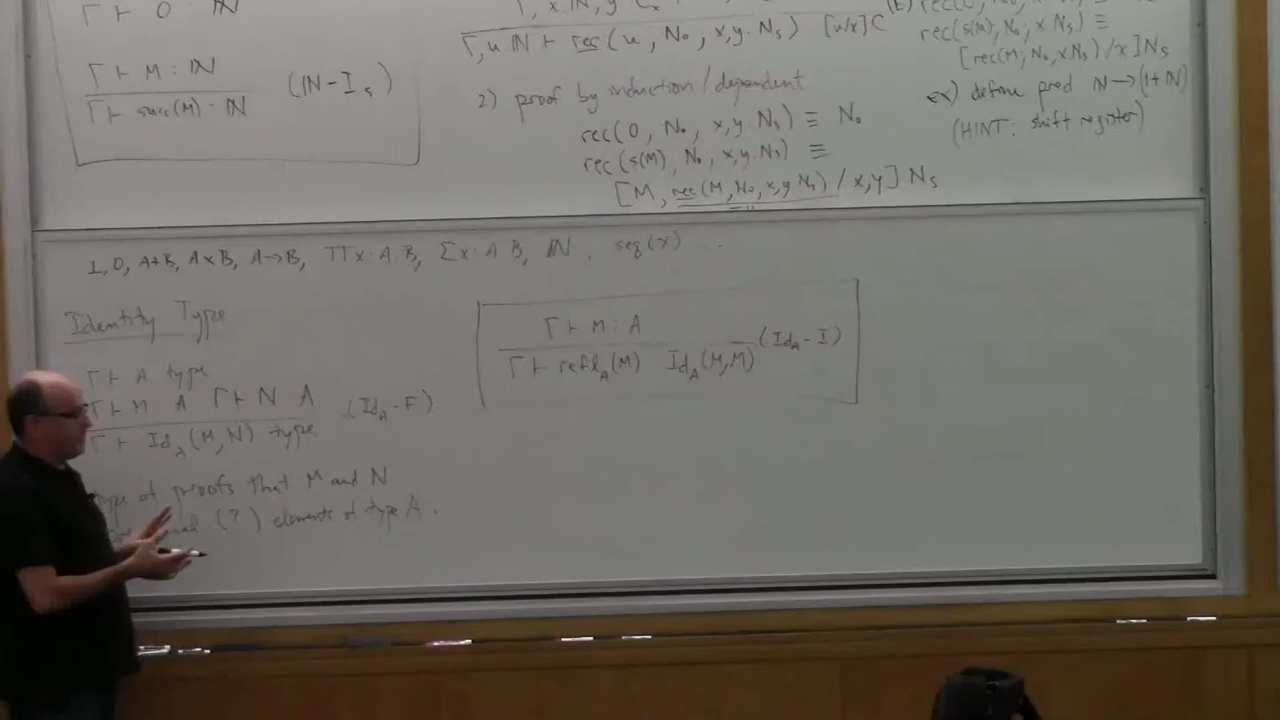 Γ ⊢ 0 ℕ
Γ ⊢ M : ℕ
Γ ⊢ succ(M) : ℕ (ℕ-I_s)
Γ, x ℕ, y C_x
Γ, u ℕ ⊢ rec(u, N₀, x,y. N_s) [u/x]C
2) proof by induction/dependent
rec(0, N₀, x,y. N_s) ≡ N₀
rec(s(M), N₀, x,y. N_s) ≡
[M, rec(M, N₀, x,y N_s) / x,y] N_s
rec(s(M), N₀, x. N_s) ≡
[rec(M, N₀, x.N_s)/x] N_s
ex) define pred ℕ → (1+ℕ)
(HINT: shift register)
1, 0, A+B, A×B, A→B, Πx:A B, Σx:A B, ℕ, seq(x) ...
Identity Type
Γ ⊢ A type
Γ ⊢ M A Γ ⊢ N A
Γ ⊢ Id_A(M,N) type (Id_A-F)
type of proofs that M and N
(?) elements of type A.
Γ ⊢ M : A
Γ ⊢ refl_A(M) Id_A(M,M) (Id_A-I)